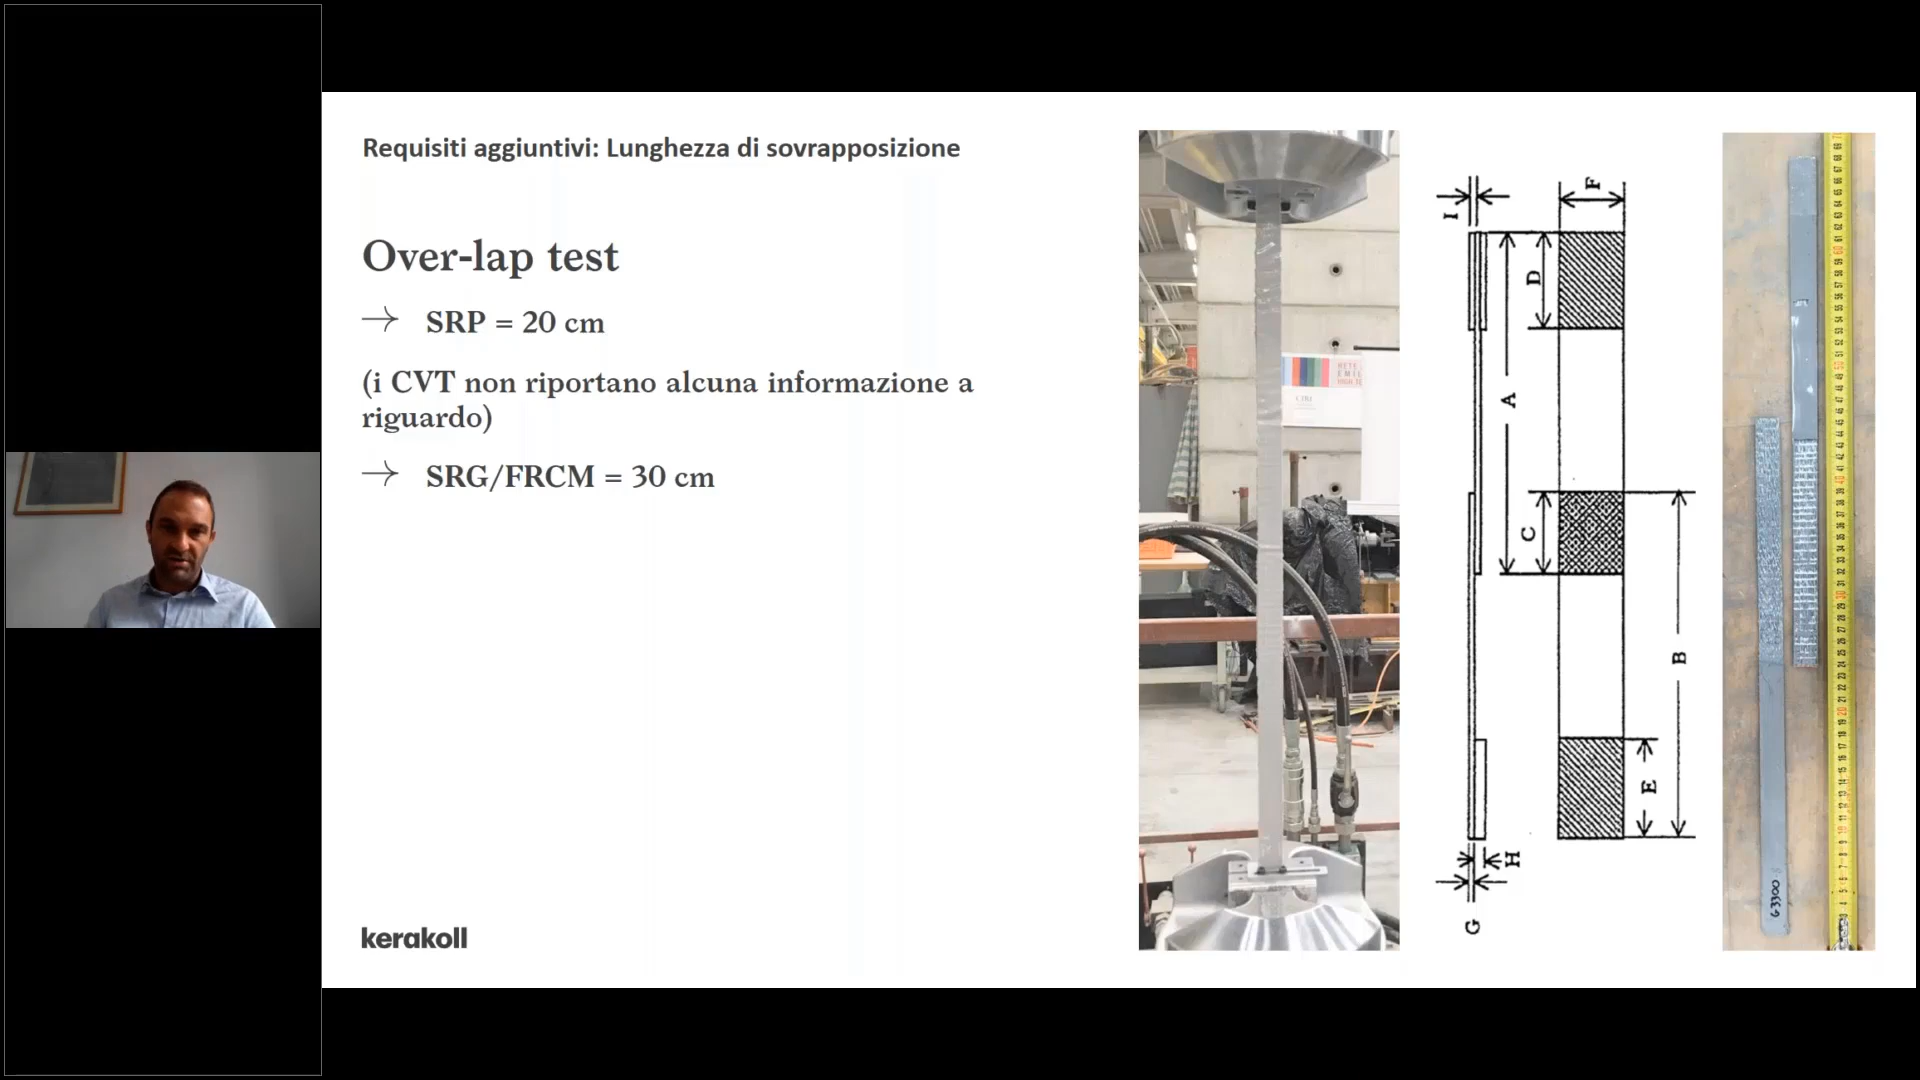 Requisiti aggiuntivi: Lunghezza di sovrapposizione
Over-lap test
→ SRP = 20 cm
(i CVT non riportano alcuna informazione a
riguardo)
→ SRG/FRCM = 30 cm
kerakoll
I
F
D
A
C
B
E
H
G
G3300